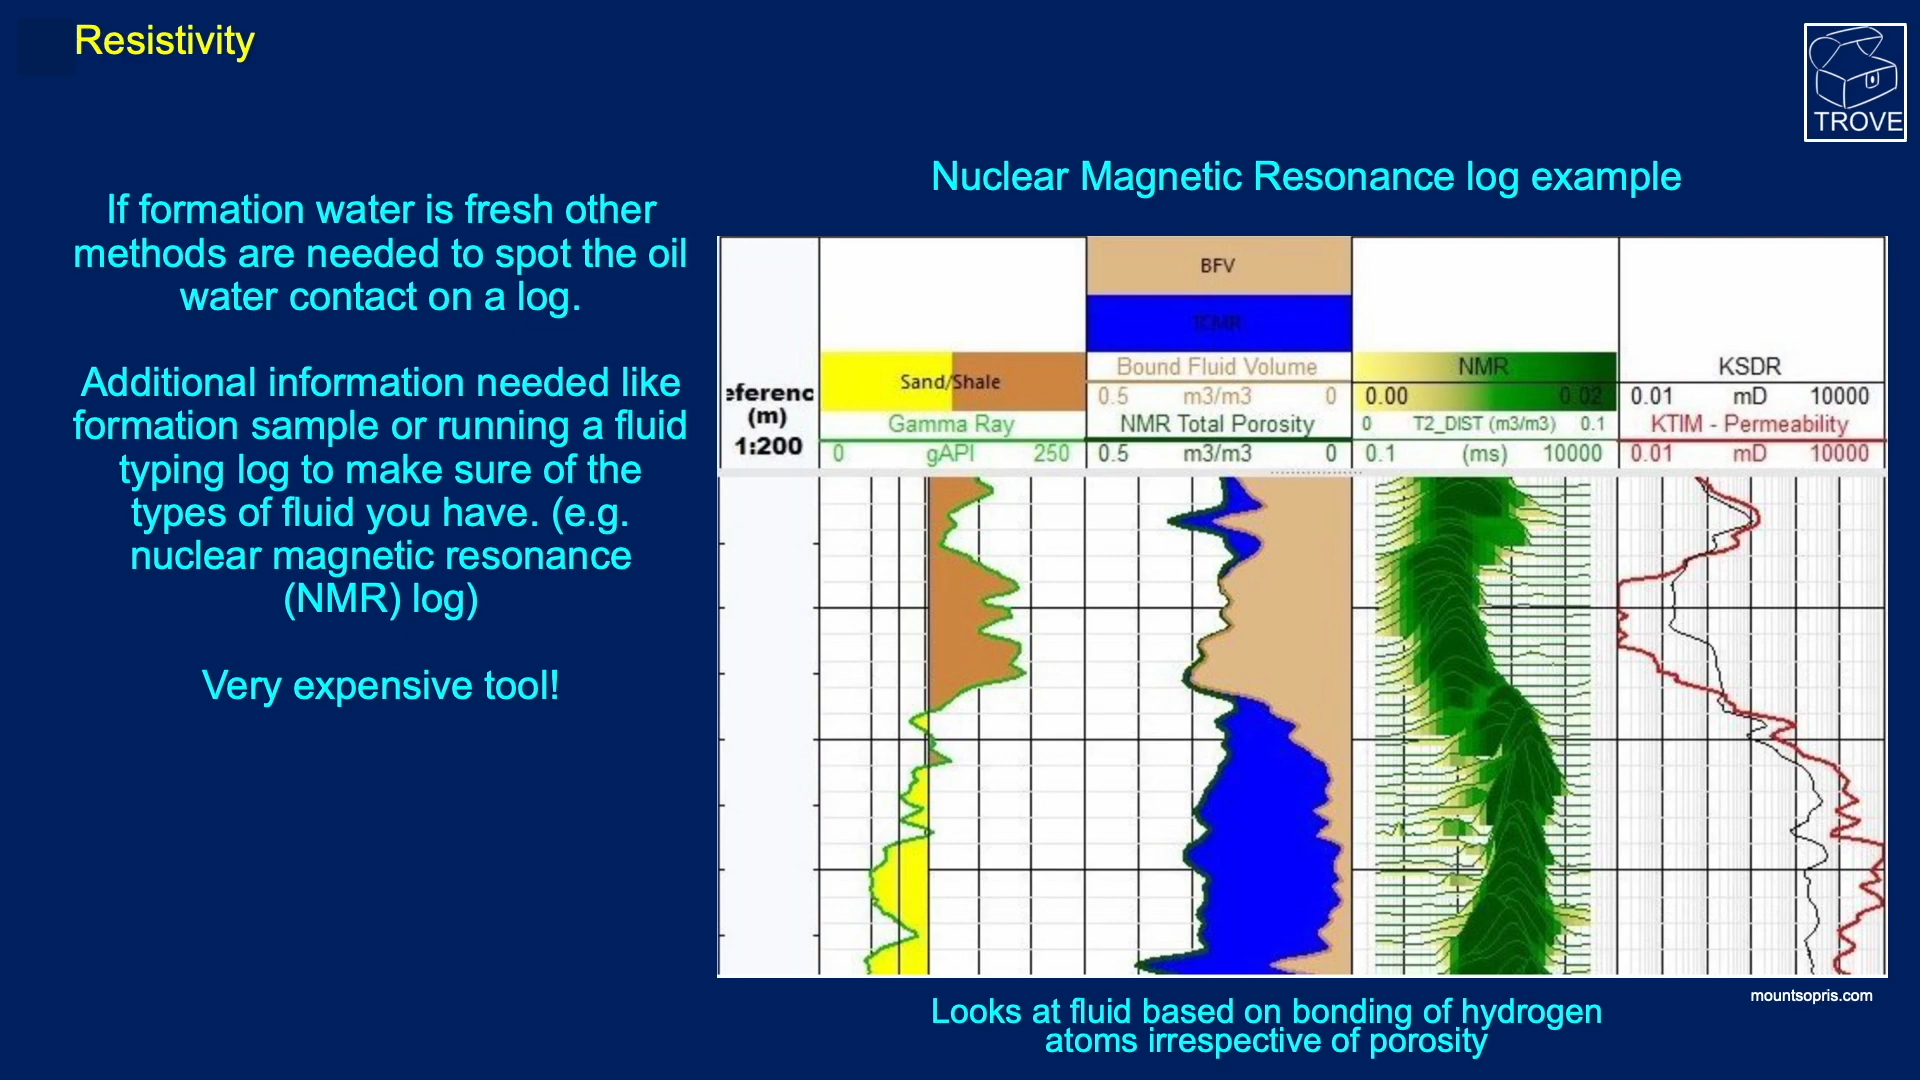 Resistivity
TROVE
If formation water is fresh other
methods are needed to spot the oil
water contact on a log.
Additional information needed like
formation sample or running a fluid
typing log to make sure of the
types of fluid you have. (e.g.
nuclear magnetic resonance
(NMR) log)
Very expensive tool!
Nuclear Magnetic Resonance log example
eferenc
(m)
1:200
Sand/Shale
Gamma Ray
0 gAPI 250
BFV
TCMR
Bound Fluid Volume
0.5 m3/m3 0
NMR Total Porosity
0.5 m3/m3 0
NMR
0.00 0.02
0 T2_DIST (m3/m3) 0.1
0.1 (ms) 10000
KSDR
0.01 mD 10000
KTIM - Permeability
0.01 mD 10000
mountsopris.com
Looks at fluid based on bonding of hydrogen
atoms irrespective of porosity